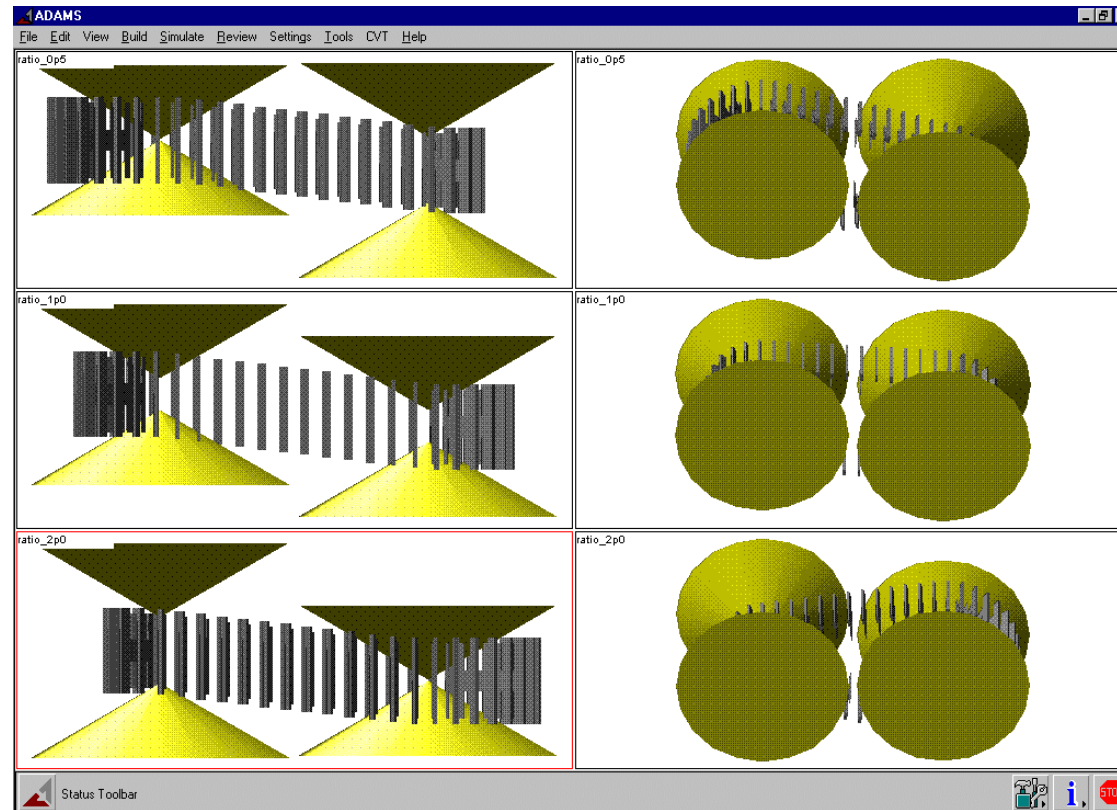 ADAMS
File Edit View Build Simulate Review Settings Tools CVT Help
ratio_0p5
ratio_0p5
ratio_1p0
ratio_1p0
ratio_2p0
ratio_2p0
Status Toolbar
i
STO